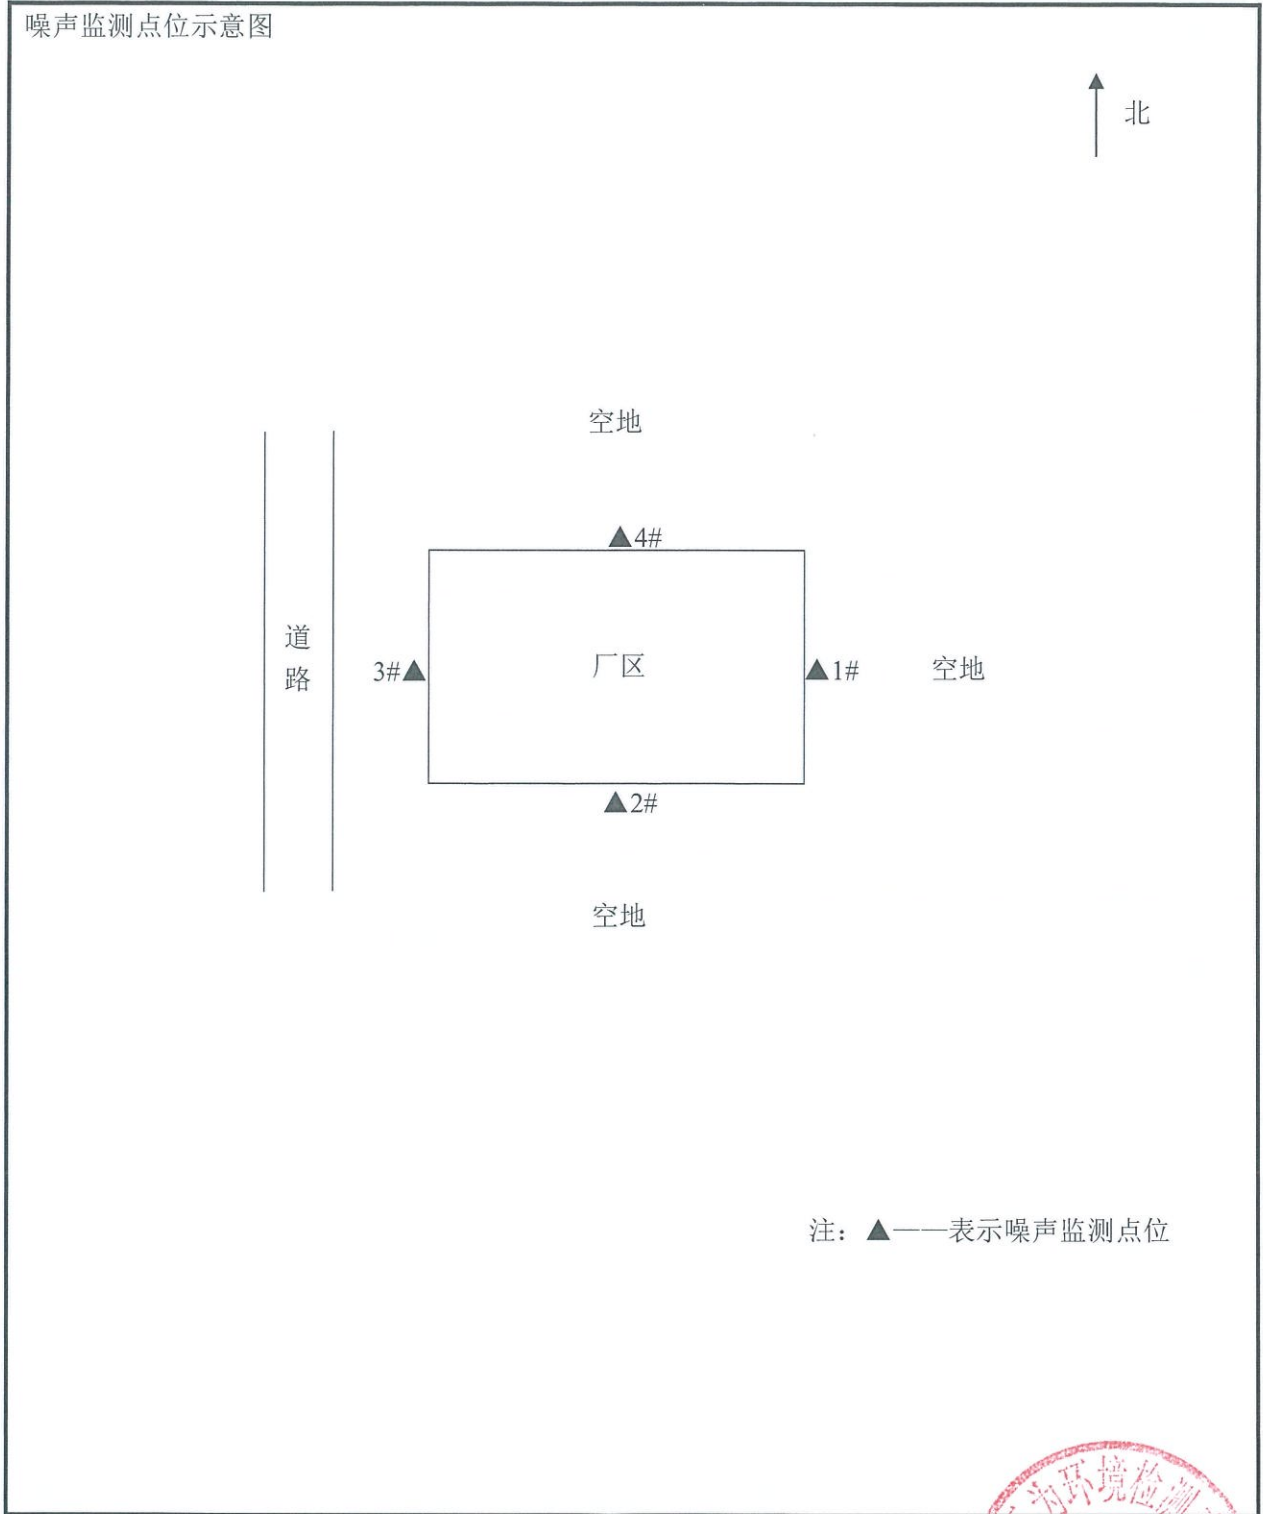 噪声监测点位示意图
北
空地
▲4#
道路
3#▲
厂区
▲1#
空地
▲2#
空地
注：▲——表示噪声监测点位
为环境检测